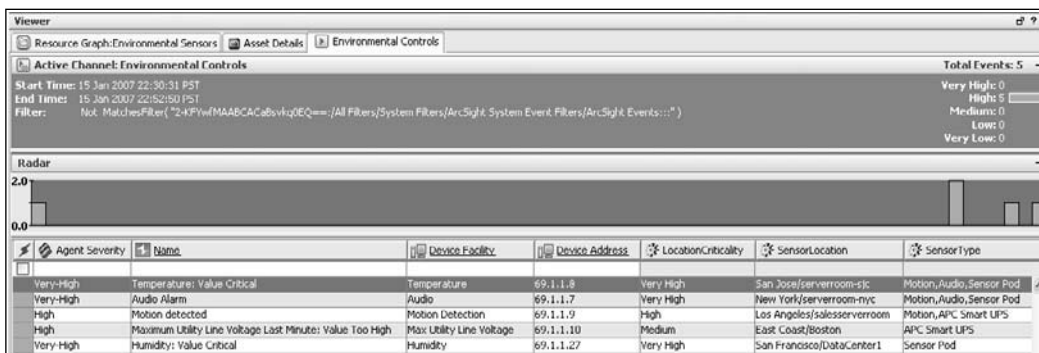 Viewer
Resource Graph:Environmental Sensors Asset Details Environmental Controls
Active Channel: Environmental Controls Total Events: 5
Start Time: 15 Jan 2007 22:30:31 PST Very High: 0
End Time: 15 Jan 2007 22:52:50 PST High: 5
Filter: Not MatchesFilter( :/All Filters/System Filters/ArcSight System Event Filters/ArcSight Events:::" ) Medium: 0
Low: 0
Very Low: 0
Radar
2.0
0.0
Agent Severity Name Device Facility Device Address LocationCriticality SensorLocation SensorType
Very-High Temperature: Value Critical Temperature 69.1.1.8 Very High San Jose/serverroom-sjc Motion,Audio,Sensor Pod
Very-High Audio Alarm Audio 69.1.1.7 Very High New York/serverroom-nyc Motion,Audio,Sensor Pod
High Motion detected Motion Detection 69.1.1.9 High Los Angeles/salesserverroom Motion,APC Smart UPS
High Maximum Utility Line Voltage Last Minute: Value Too High Max Utility Line Voltage 69.1.1.10 Medium East Coast/Boston APC Smart UPS
Very-High Humidity: Value Critical Humidity 69.1.1.27 Very High San Francisco/DataCenter1 Sensor Pod